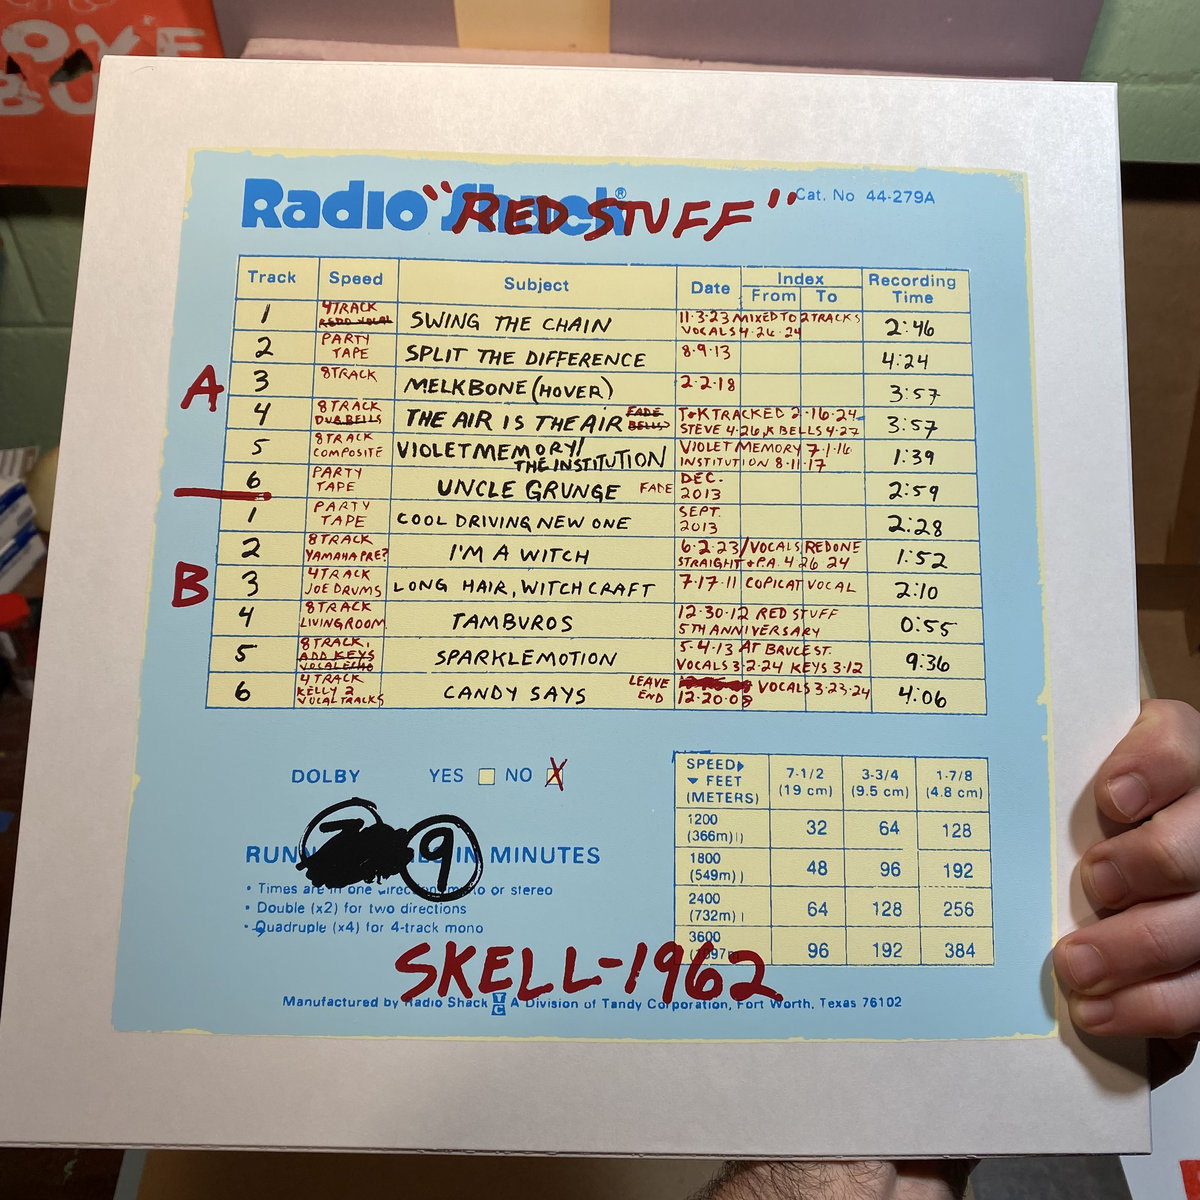 OVE
BU
Radio Shack® "RED STUFF" Cat. No 44-279A
Track Speed Subject Date Index From To Recording Time
1 4TRACK SWING THE CHAIN 11·3·23 MIXED TO 2 TRACKS VOCALS 4·26·24 2:46
2 PARTY TAPE SPLIT THE DIFFERENCE 8·9·13 4:24
A
3 8TRACK MELKBONE (HOVER) 2·2·18 3:57
4 8TRACK DUB BELLS THE AIR IS THE AIR FADE BELLS T&K TRACKED 2·16·24 STEVE 4·26, K BELLS 4·27 3:57
5 8TRACK COMPOSITE VIOLET MEMORY/ THE INSTITUTION VIOLET MEMORY 7·1·16 INSTITUTION 8·11·17 1:39
6 PARTY TAPE UNCLE GRUNGE FADE DEC. 2013 2:59
1 PARTY TAPE COOL DRIVING NEW ONE SEPT. 2013 2:28
2 8TRACK YAMAHA PRE? I'M A WITCH 6·2·23/VOCALS REDONE STRAIGHT & P.A. 4 26 24 1:52
B
3 4TRACK JOE DRUMS LONG HAIR, WITCHCRAFT 7·17·11 COPICAT VOCAL 2:10
4 8TRACK LIVINGROOM TAMBUROS 12·30·12 RED STUFF 5TH ANNIVERSARY 0:55
5 8TRACK, ADD KEYS VOCAL ECHO SPARKLEMOTION 5·4·13 AT BRUCE ST. VOCALS 3·2·24 KEYS 3·12 9:36
6 4TRACK KELLY 2 VOCAL TRACKS CANDY SAYS LEAVE END 12·20·08 VOCALS 3·23·24 4:06
DOLBY YES NO X
7 9
RUN IN MINUTES
• Times are in one direction, mono or stereo
• Double (x2) for two directions
• Quadruple (x4) for 4-track mono
SPEED FEET (METERS) 7-1/2 (19 cm) 3-3/4 (9.5 cm) 1-7/8 (4.8 cm)
1200 (366m) 32 64 128
1800 (549m) 48 96 192
2400 (732m) 64 128 256
3600 (1097m) 96 192 384
SKELL-1962
Manufactured by Radio Shack TC A Division of Tandy Corporation, Fort Worth, Texas 76102